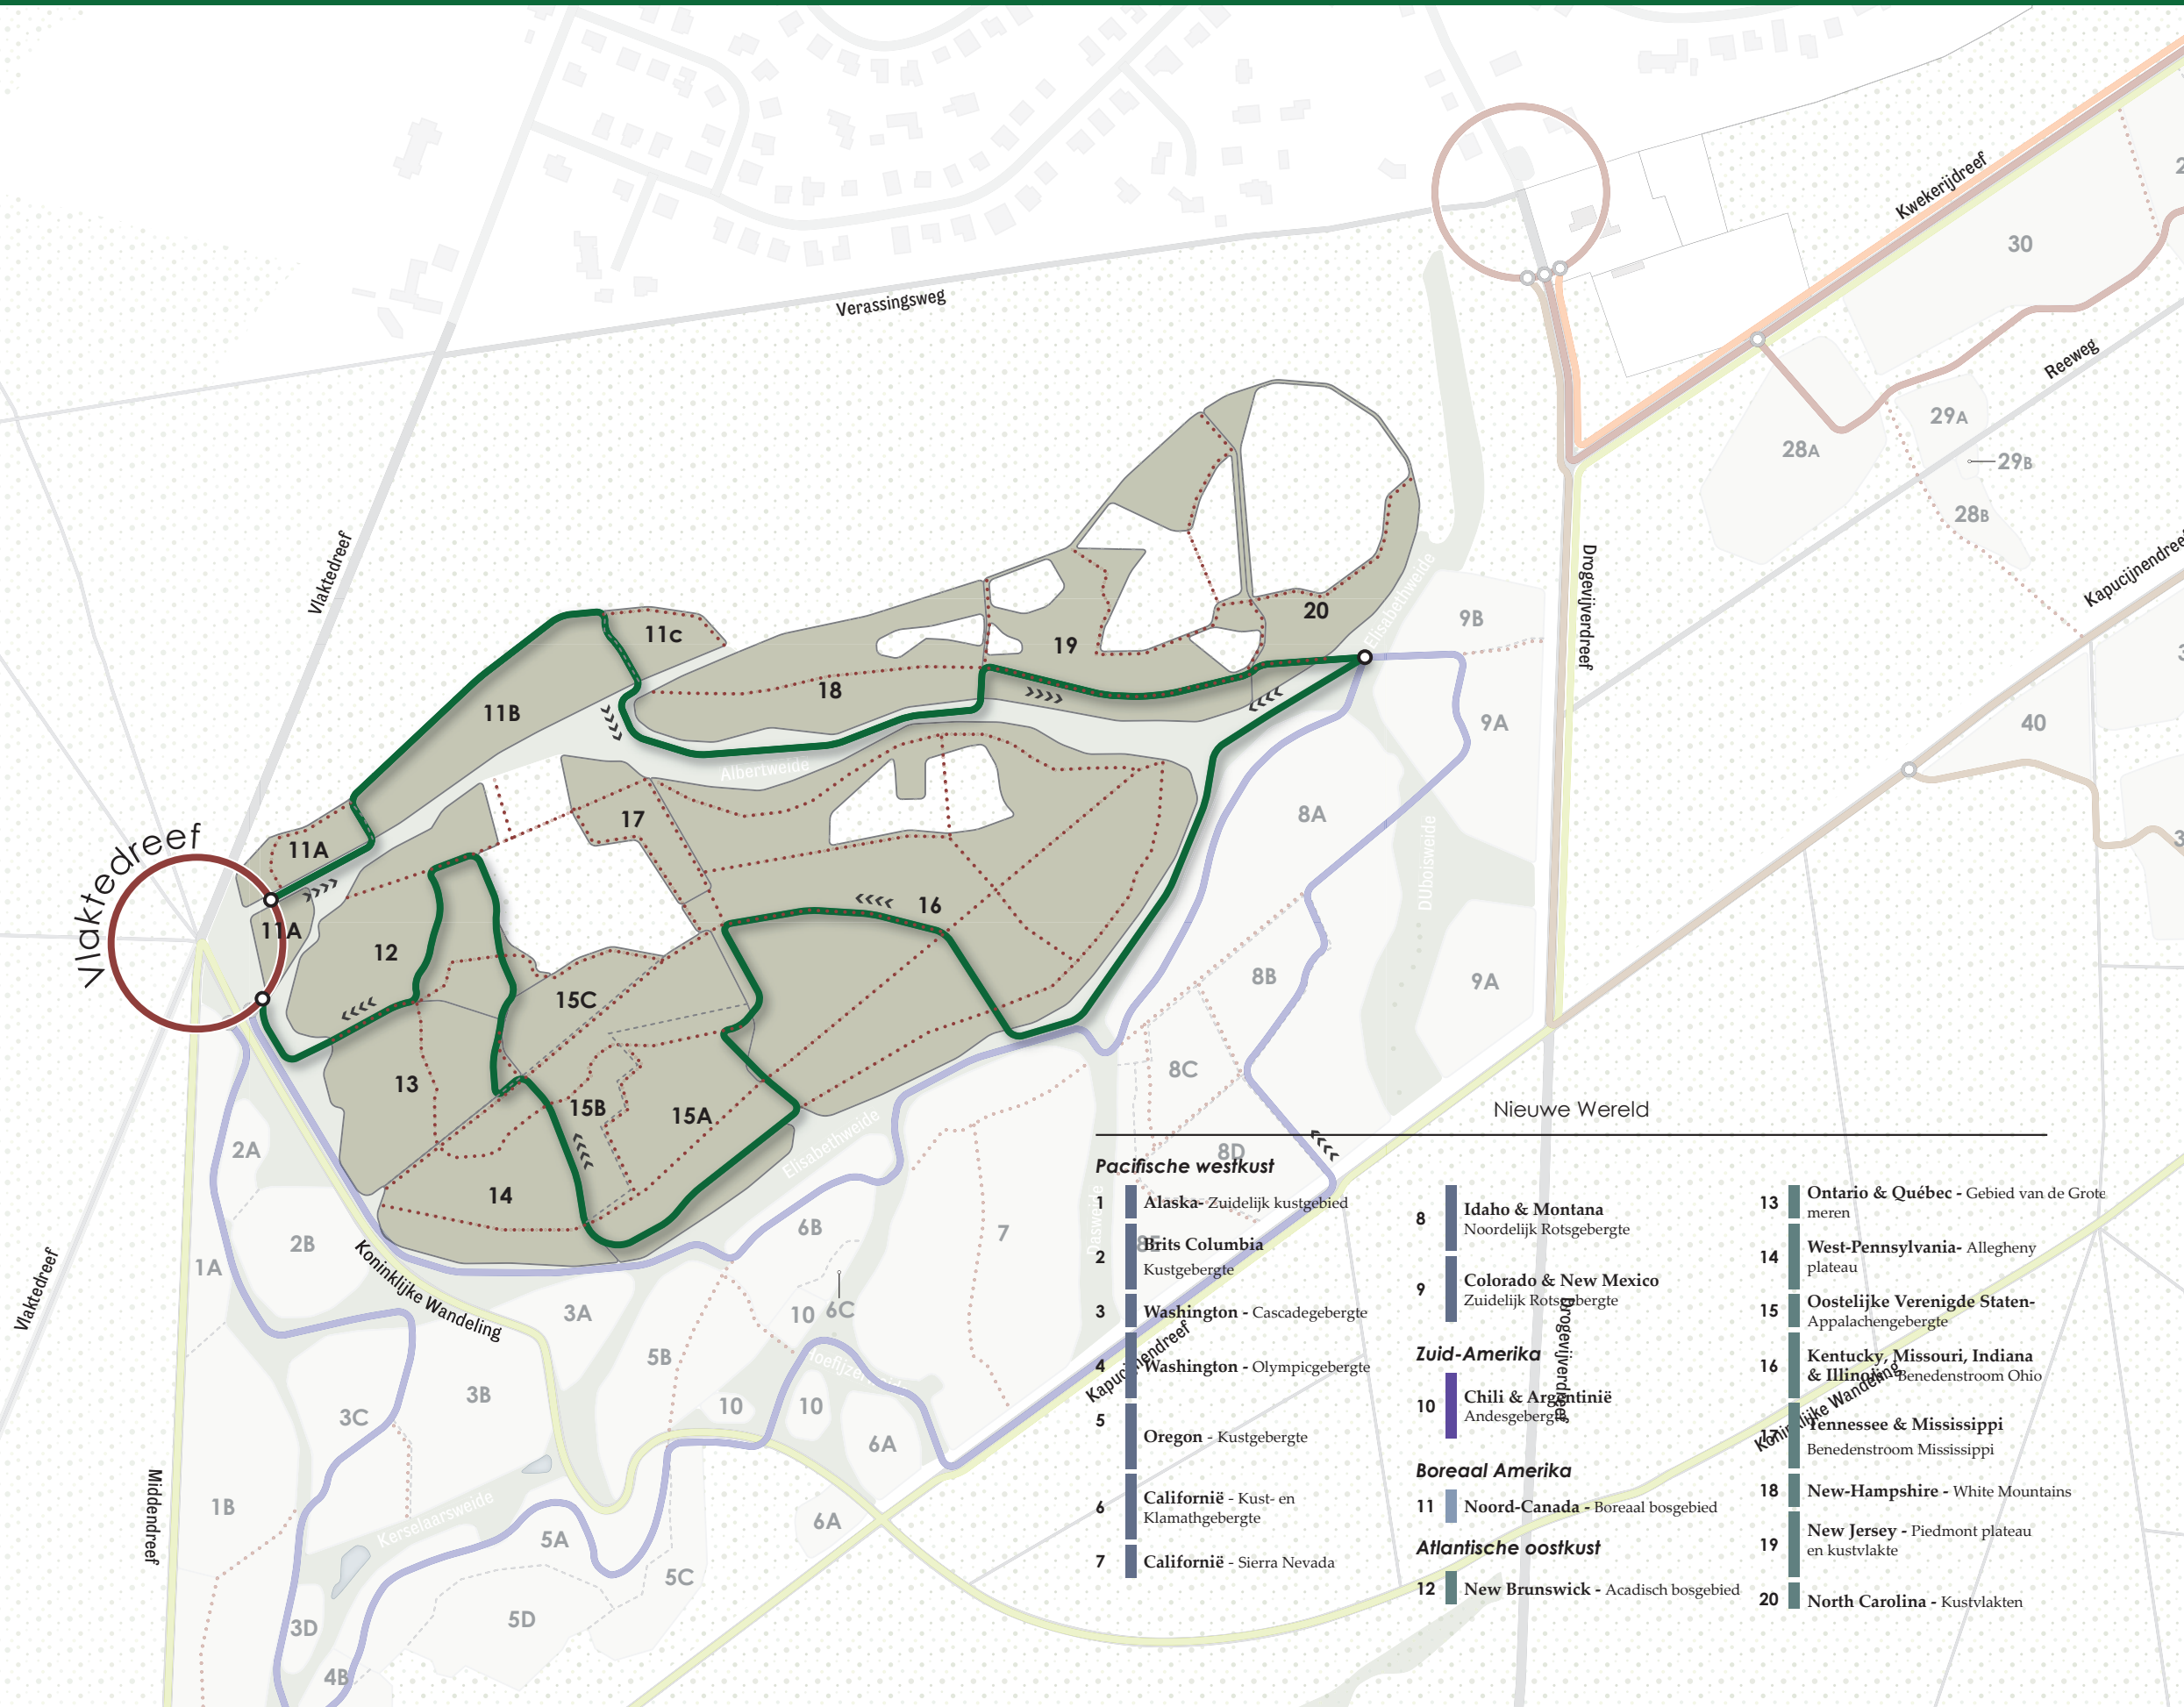 Verassingsweg
Kwekerijdreef
30
Reeweg
29A
28A
29B
28B
Vlaktedreef
Drogevijverdreef
Elisabethweide
9B
20
11C
19
18
11B
9A
40
Albertweide
17
8A
Vlaktedreef
11A
11A
DUboisweide
16
12
8B
9A
15C
8C
13
15B
15A
Elisabethweide
8D
2A
14
2B
6B
7
Dasweide
1A
Koninklijke Wandeling
Vlaktedreef
3A
10
6C
5B
3B
3C
10
10
6A
Kapucijnendreef
Drogevijverdreef
Koninklijke Wandeling
Middendreef
1B
Kerselaarsweide
5A
6A
5C
5D
3D
4B
Nieuwe Wereld
Pacifische westkust
1 Alaska- Zuidelijk kustgebied
2 Brits Columbia
Kustgebergte
3 Washington - Cascadegebergte
4 Washington - Olympicgebergte
5 Oregon - Kustgebergte
6 Californië - Kust- en
Klamathgebergte
7 Californië - Sierra Nevada
8 Idaho & Montana
Noordelijk Rotsgebergte
9 Colorado & New Mexico
Zuidelijk Rotsgebergte
Zuid-Amerika
10 Chili & Argentinië
Andesgebergte
Boreaal Amerika
11 Noord-Canada - Boreaal bosgebied
Atlantische oostkust
12 New Brunswick - Acadisch bosgebied
13 Ontario & Québec - Gebied van de Grote
meren
14 West-Pennsylvania- Allegheny
plateau
15 Oostelijke Verenigde Staten-
Appalachengebergte
16 Kentucky, Missouri, Indiana
& Illinois - Benedenstroom Ohio
17 Tennessee & Mississippi
Benedenstroom Mississippi
18 New-Hampshire - White Mountains
19 New Jersey - Piedmont plateau
en kustvlakte
20 North Carolina - Kustvlakten